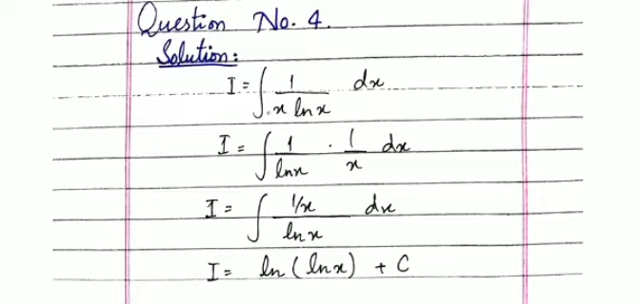 Question No. 4.
Solution:
I = ∫ 1/(x ln x) dx
I = ∫ 1/(ln x) · 1/x dx
I = ∫ (1/x)/(ln x) dx
I = ln (ln x) + C